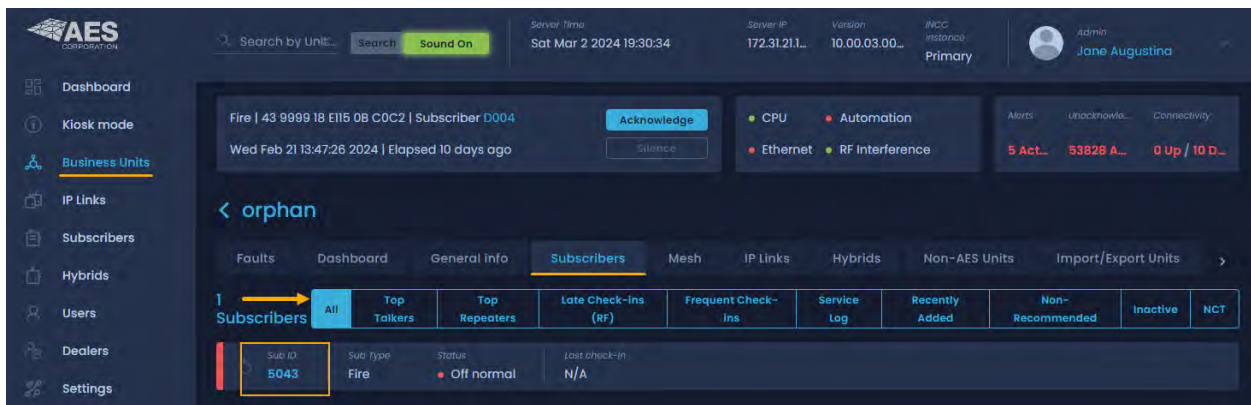 AES
CORPORATION
Search by Unit...
Search
Sound On
Server Time
Sat Mar 2 2024 19:30:34
Server IP
172.31.21.1...
Version
10.00.03.00...
INCC
instance
Primary
Admin
Jane Augustina
Dashboard
Kiosk mode
Business Units
IP Links
Subscribers
Hybrids
Users
Dealers
Settings
Fire | 43 9999 18 E115 0B C0C2 | Subscriber D004
Wed Feb 21 13:47:26 2024 | Elapsed 10 days ago
Acknowledge
Silence
CPU
Automation
Ethernet
RF Interference
Alerts
5 Act...
Unacknowle...
53828 A...
Connectivity
0 Up / 10 D...
< orphan
Faults
Dashboard
General info
Subscribers
Mesh
IP Links
Hybrids
Non-AES Units
Import/Export Units
>
1
Subscribers
All
Top
Talkers
Top
Repeaters
Late Check-ins
(RF)
Frequent Check-
ins
Service
Log
Recently
Added
Non-
Recommended
Inactive
NCT
Sub ID
5043
Sub Type
Fire
Status
Off normal
Last check-in
N/A